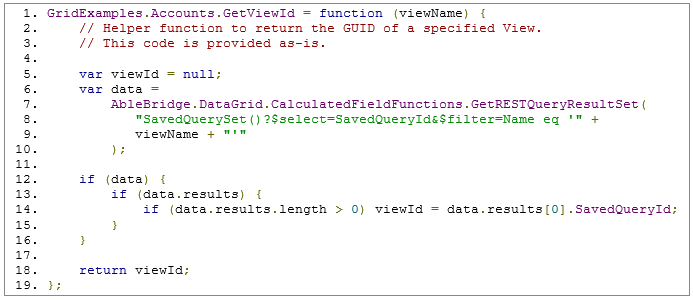 1. GridExamples.Accounts.GetViewId = function (viewName) {
2.     // Helper function to return the GUID of a specified View.
3.     // This code is provided as-is.
4.
5.     var viewId = null;
6.     var data =
7.         AbleBridge.DataGrid.CalculatedFieldFunctions.GetRESTQueryResultSet(
8.            "SavedQuerySet()?$select=SavedQueryId&$filter=Name eq '" +
9.            viewName + "'"
10.         );
11.
12.     if (data) {
13.         if (data.results) {
14.             if (data.results.length > 0) viewId = data.results[0].SavedQueryId;
15.         }
16.     }
17.
18.     return viewId;
19. };